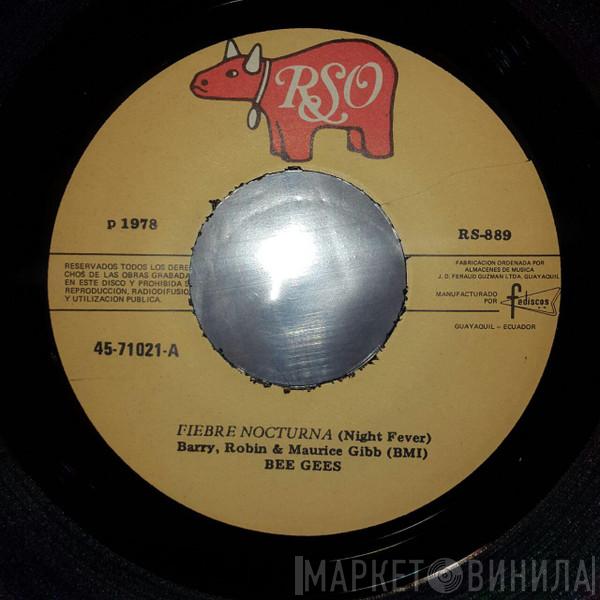 RSO
p 1978
RS-889
RESERVADOS TODOS LOS DERE
CHOS DE LAS OBRAS GRABADA
EN ESTE DISCO Y PROHIBIDA S
REPRODUCCION, RADIODIFUSIO
Y UTILIZACION PUBLICA.
FABRICACION ORDENADA POR
ALMACENES DE MUSICA
J. D. FERAUD GUZMAN LTDA. GUAYAQUIL
MANUFACTURADO
POR
fediscos
GUAYAQUIL – ECUADOR
45-71021-A
FIEBRE NOCTURNA (Night Fever)
Barry, Robin & Maurice Gibb (BMI)
BEE GEES
МАРКЕТ ВИНИЛА